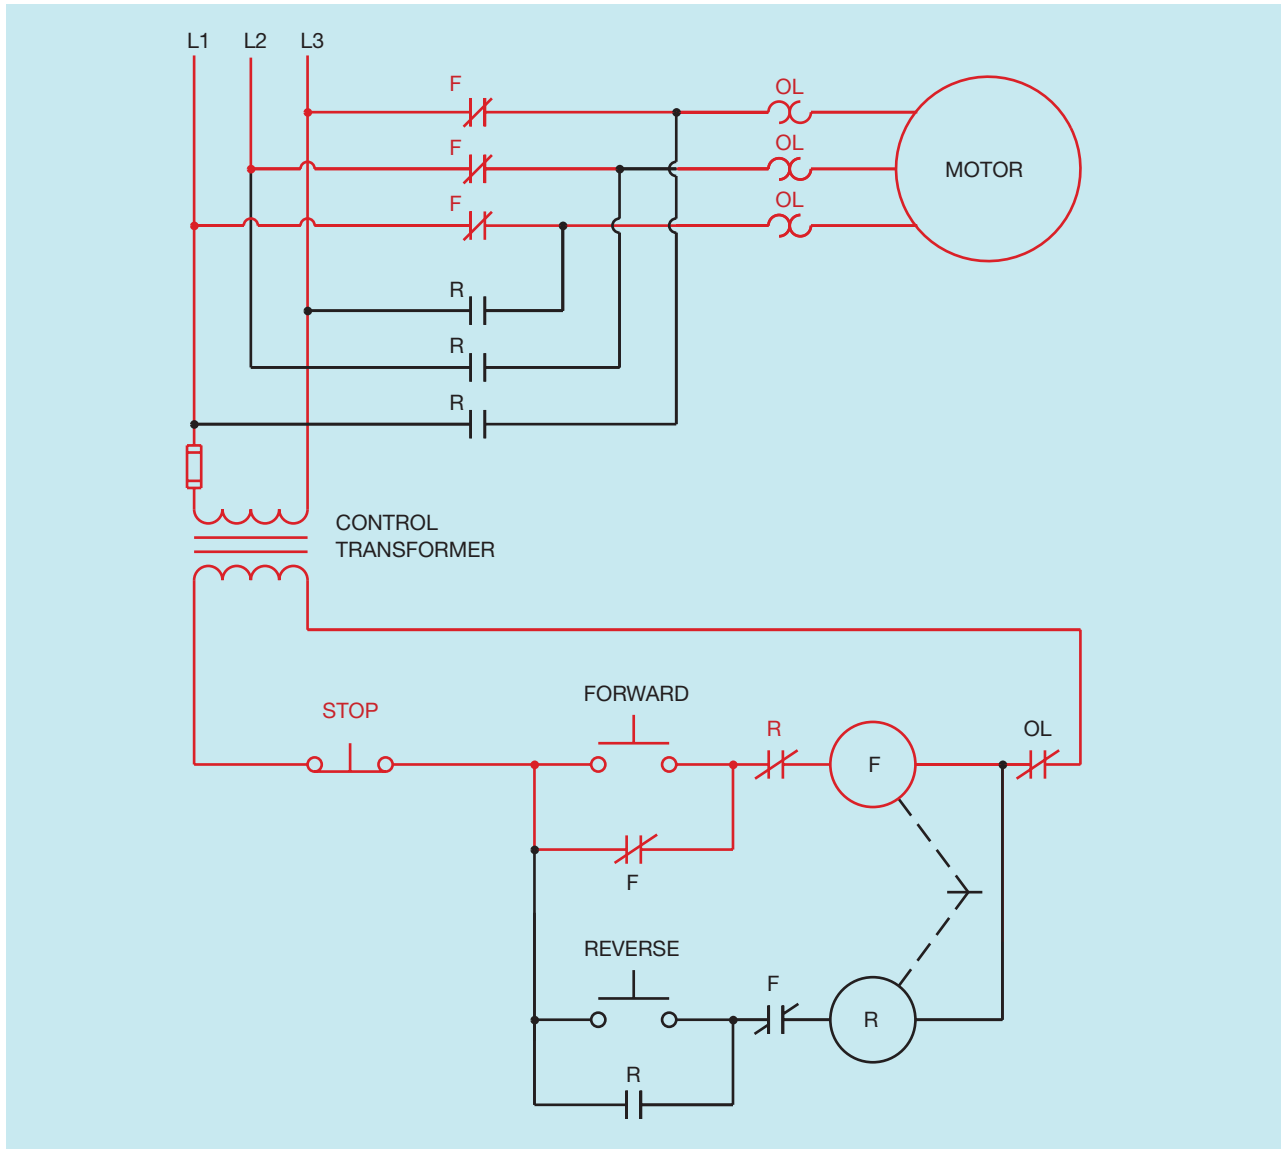 L1 L2 L3
F OL
F OL
MOTOR
F OL
R
R
R
CONTROL
TRANSFORMER
FORWARD
STOP
R
F
OL
F
REVERSE
F
R
R